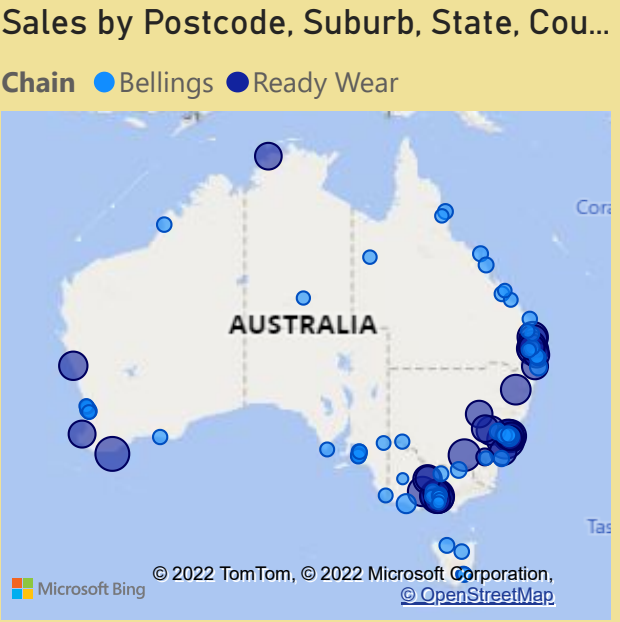 Sales by Postcode, Suburb, State, Cou...
Chain Bellings Ready Wear
Cora
AUSTRALIA
Tas
© 2022 TomTom, © 2022 Microsoft Corporation,
Microsoft Bing
© OpenStreetMap